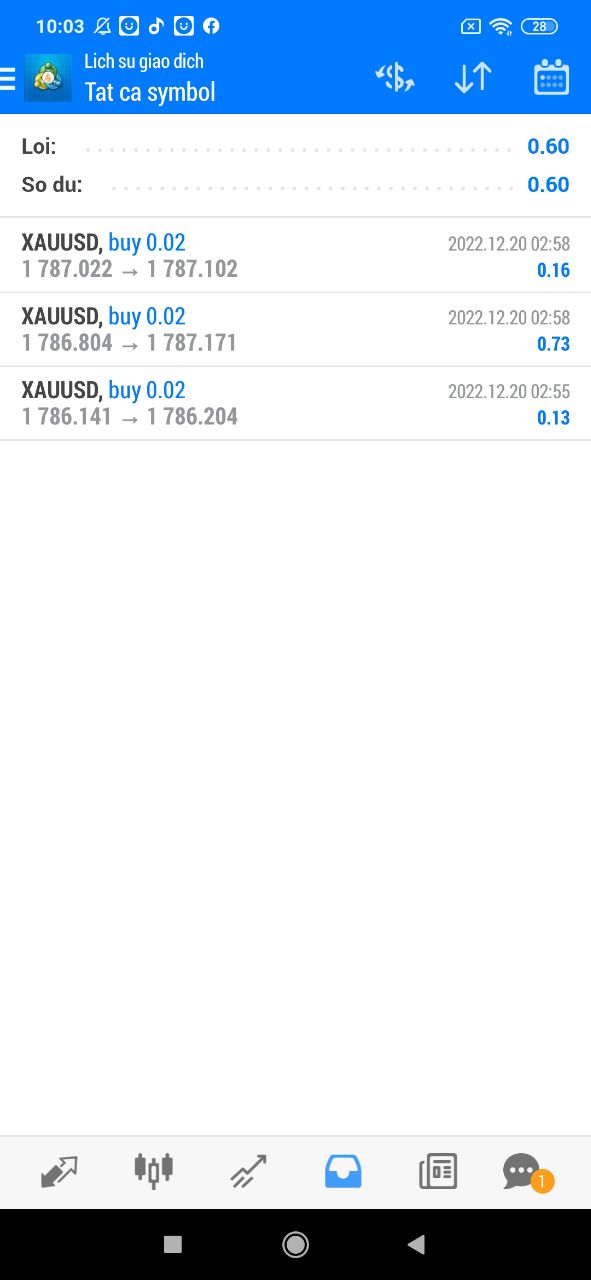 10:03 28
Lich su giao dich
Tat ca symbol
Loi: 0.60
So du: 0.60
XAUUSD, buy 0.02 2022.12.20 02:58
1 787.022 → 1 787.102 0.16
XAUUSD, buy 0.02 2022.12.20 02:58
1 786.804 → 1 787.171 0.73
XAUUSD, buy 0.02 2022.12.20 02:55
1 786.141 → 1 786.204 0.13
1